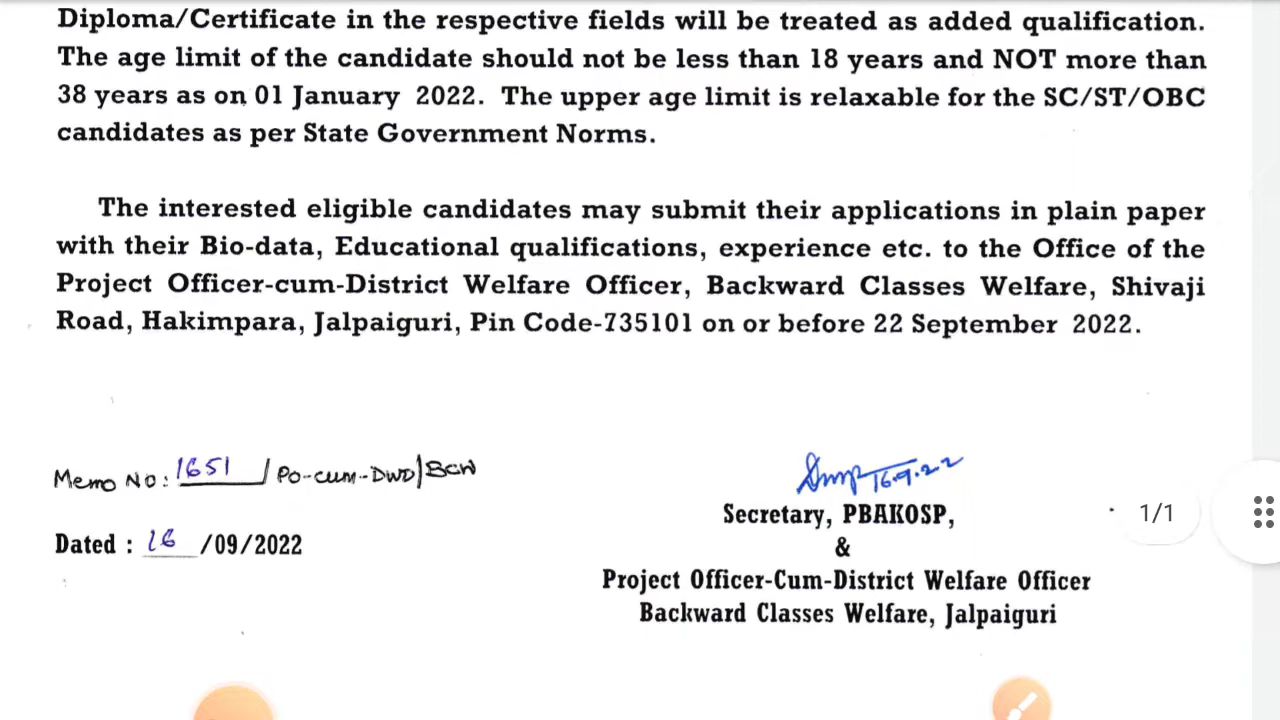 Diploma/Certificate in the respective fields will be treated as added qualification.
The age limit of the candidate should not be less than 18 years and NOT more than
38 years as on 01 January 2022. The upper age limit is relaxable for the SC/ST/OBC
candidates as per State Government Norms.
The interested eligible candidates may submit their applications in plain paper
with their Bio-data, Educational qualifications, experience etc. to the Office of the
Project Officer-cum-District Welfare Officer, Backward Classes Welfare, Shivaji
Road, Hakimpara, Jalpaiguri, Pin Code-735101 on or before 22 September 2022.
Memo No: 1651 / PO-cum-DWO/BCW
16.9.22
Secretary, PBAKOSP,
1/1
Dated : 16 /09/2022
&
Project Officer-Cum-District Welfare Officer
Backward Classes Welfare, Jalpaiguri